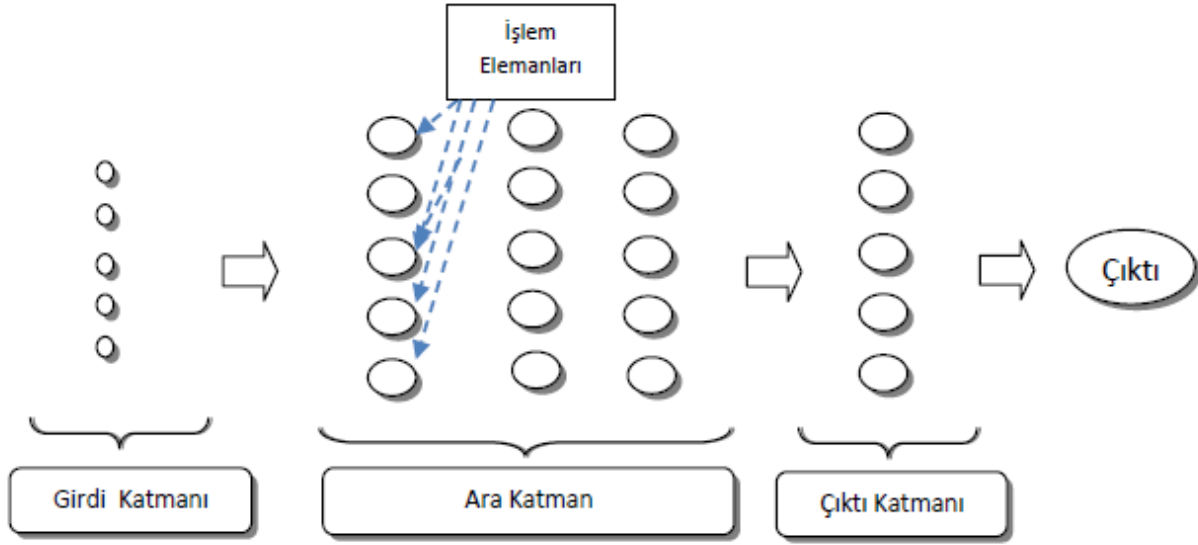 İşlem
Elemanları
Çıktı
Girdi Katmanı
Ara Katman
Çıktı Katmanı